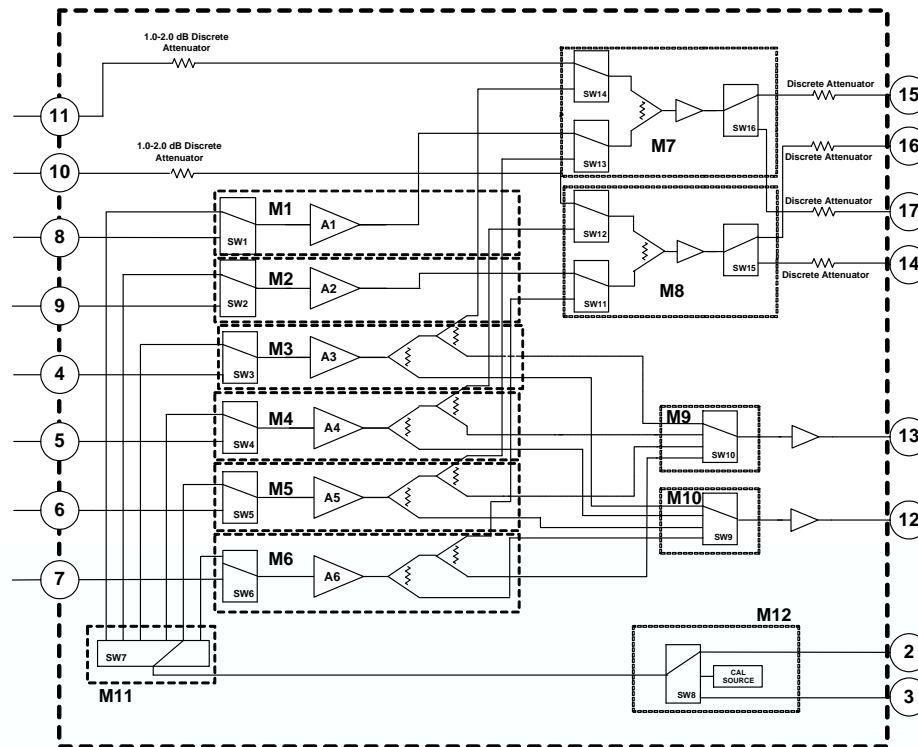 1.0-2.0 dB Discrete
Attenuator
11
SW14
SW13
M7
SW16
Discrete Attenuator
15
1.0-2.0 dB Discrete
Attenuator
10
16
Discrete Attenuator
M1
SW1
A1
8
SW12
SW11
M8
SW15
Discrete Attenuator
17
14
Discrete Attenuator
M2
SW2
A2
9
M3
SW3
A3
4
M4
SW4
A4
5
M9
SW10
13
M5
SW5
A5
6
M10
SW9
12
M6
SW6
A6
7
SW7
M11
M12
SW8
CAL
SOURCE
2
3